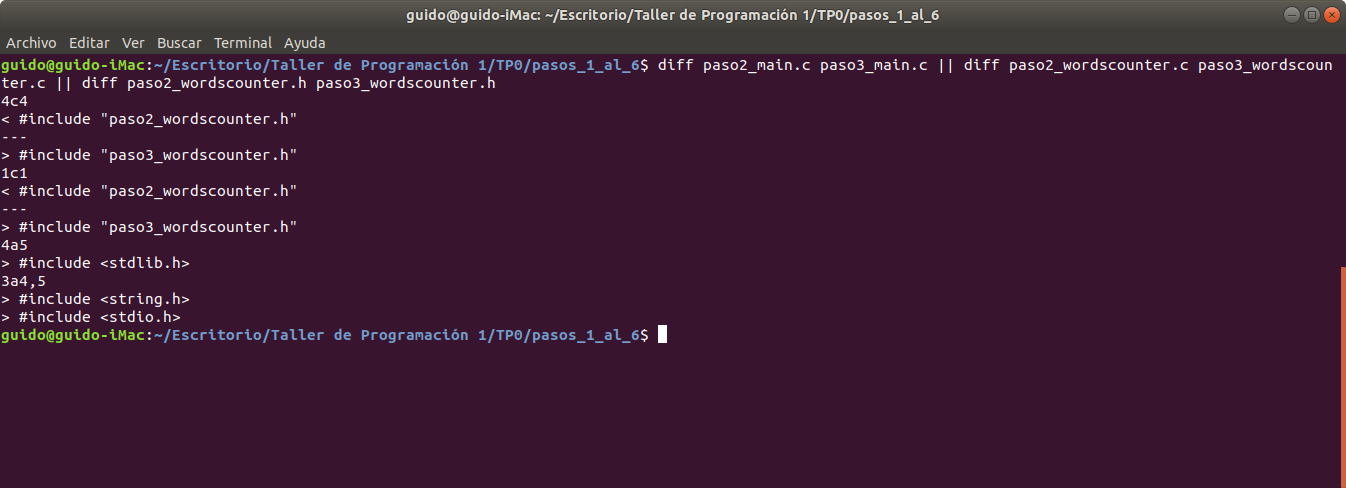 guido@guido-iMac: ~/Escritorio/Taller de Programación 1/TP0/pasos_1_al_6
Archivo Editar Ver Buscar Terminal Ayuda
guido@guido-iMac:~/Escritorio/Taller de Programación 1/TP0/pasos_1_al_6$ diff paso2_main.c paso3_main.c || diff paso2_wordscounter.c paso3_wordscoun
ter.c || diff paso2_wordscounter.h paso3_wordscounter.h
4c4
< #include "paso2_wordscounter.h"
---
> #include "paso3_wordscounter.h"
1c1
< #include "paso2_wordscounter.h"
---
> #include "paso3_wordscounter.h"
4a5
> #include <stdlib.h>
3a4,5
> #include <string.h>
> #include <stdio.h>
guido@guido-iMac:~/Escritorio/Taller de Programación 1/TP0/pasos_1_al_6$